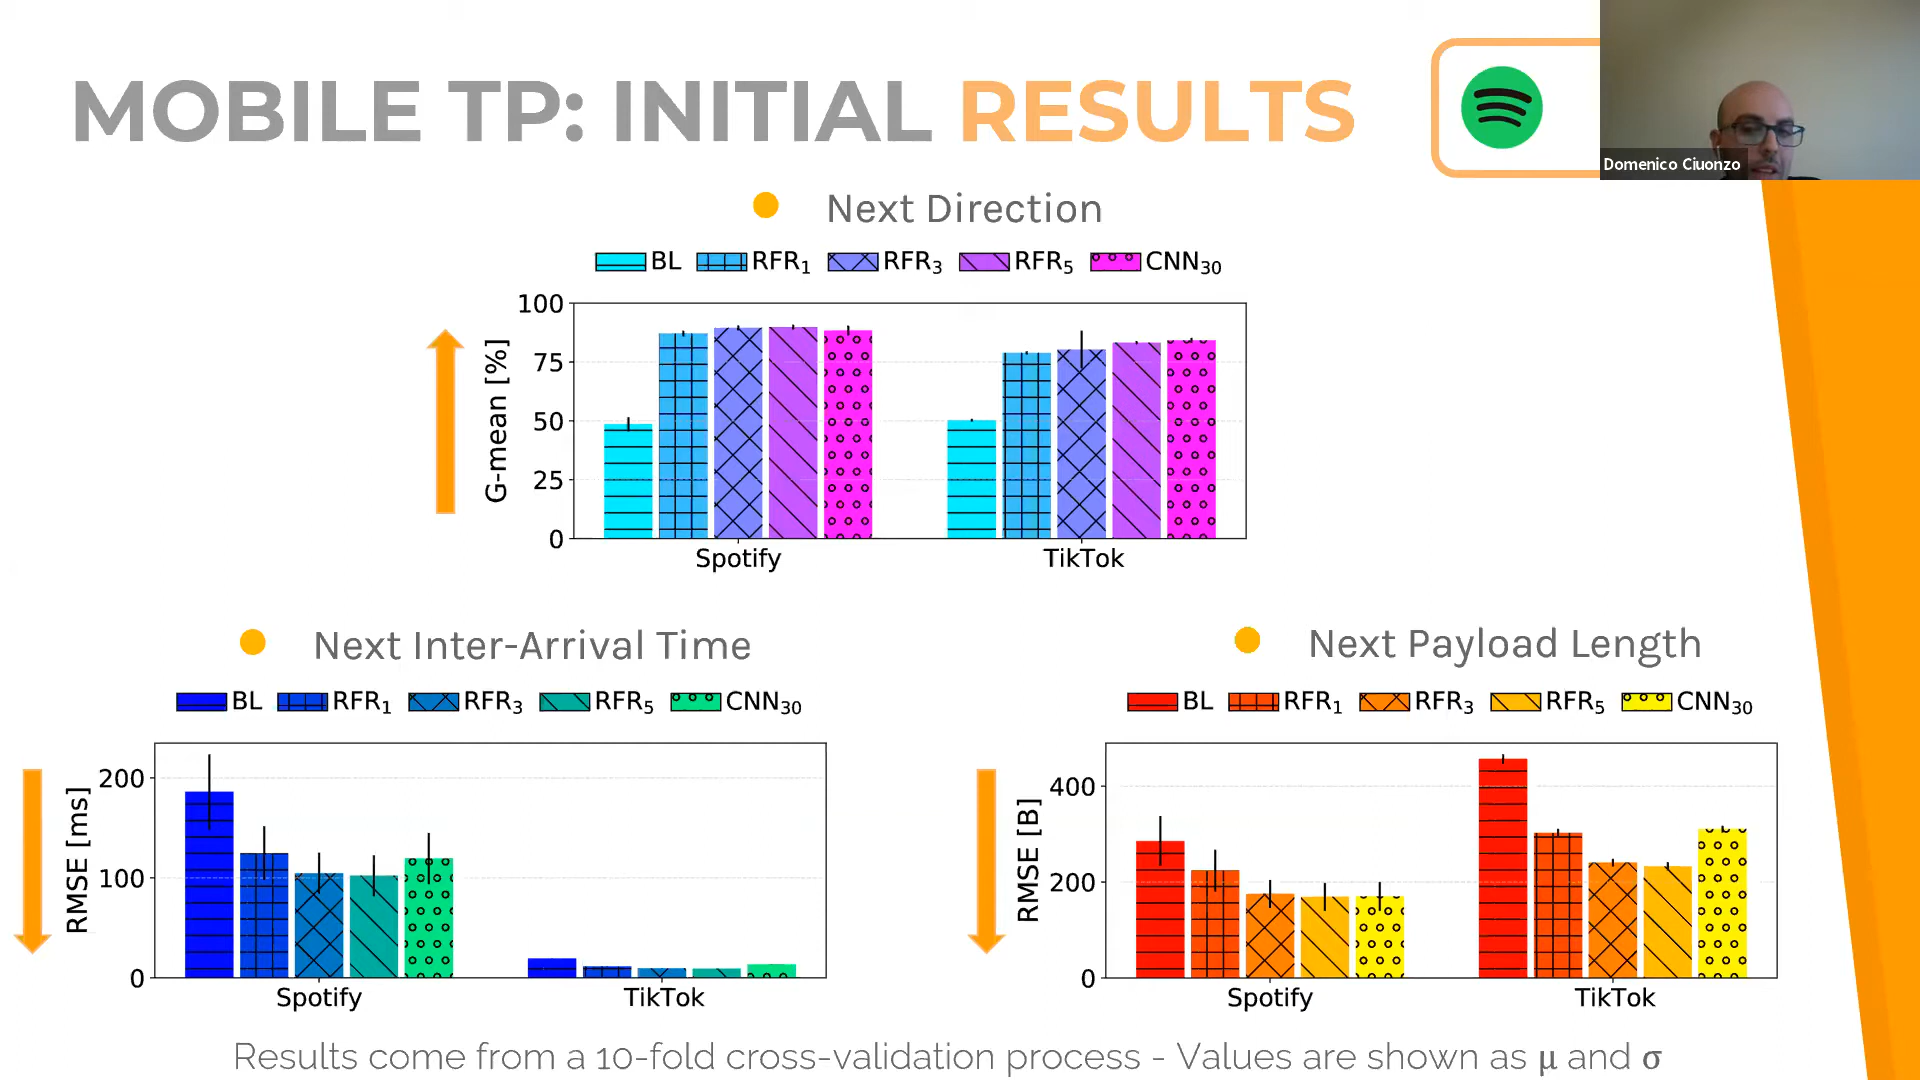 MOBILE TP: INITIAL RESULTS
Domenico Ciuonzo
Next Direction
BL RFR1 RFR3 RFR5 CNN30
G-mean [%]
100
75
50
25
0
Spotify TikTok
Next Inter-Arrival Time
BL RFR1 RFR3 RFR5 CNN30
RMSE [ms]
200
100
0
Spotify TikTok
Next Payload Length
BL RFR1 RFR3 RFR5 CNN30
RMSE [B]
400
200
0
Spotify TikTok
Results come from a 10-fold cross-validation process - Values are shown as μ and σ